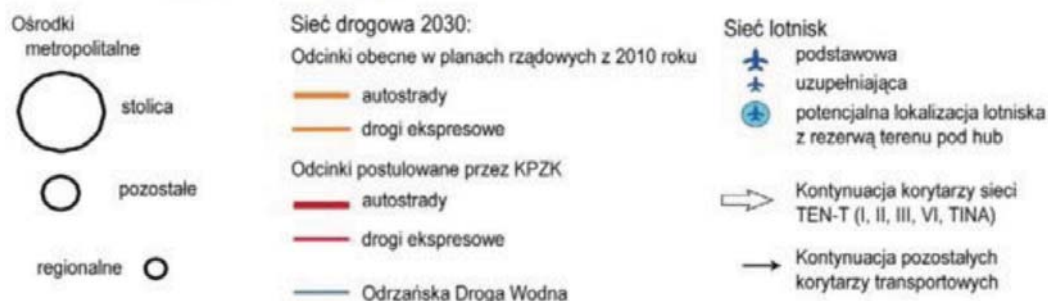 Ośrodki
metropolitalne
stolica
pozostałe
regionalne
Sieć drogowa 2030:
Odcinki obecne w planach rządowych z 2010 roku
autostrady
drogi ekspresowe
Odcinki postulowane przez KPZK
autostrady
drogi ekspresowe
Odrzańska Droga Wodna
Sieć lotnisk
podstawowa
uzupełniająca
potencjalna lokalizacja lotniska
z rezerwą terenu pod hub
Kontynuacja korytarzy sieci
TEN-T (I, II, III, VI, TINA)
Kontynuacja pozostałych
korytarzy transportowych